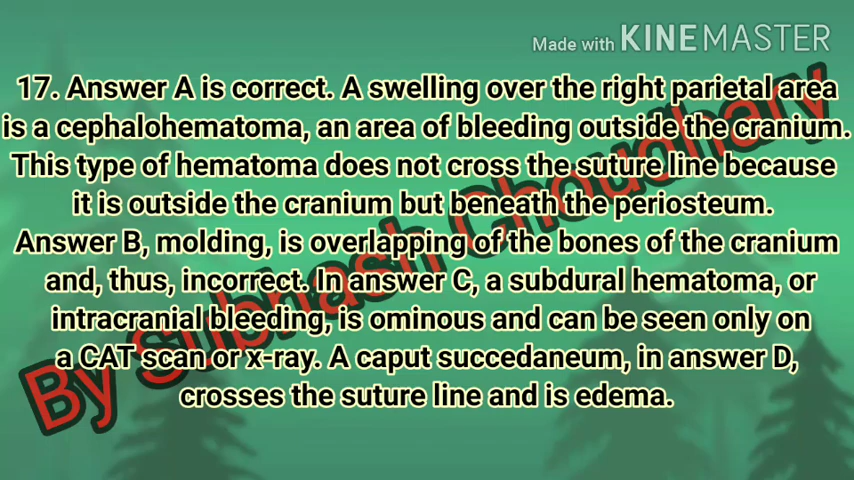 Made with KINEMASTER
17. Answer A is correct. A swelling over the right parietal area
is a cephalohematoma, an area of bleeding outside the cranium.
This type of hematoma does not cross the suture line because
it is outside the cranium but beneath the periosteum.
Answer B, molding, is overlapping of the bones of the cranium
and, thus, incorrect. In answer C, a subdural hematoma, or
intracranial bleeding, is ominous and can be seen only on
a CAT scan or x-ray. A caput succedaneum, in answer D,
crosses the suture line and is edema.
By Subhash Choudhary